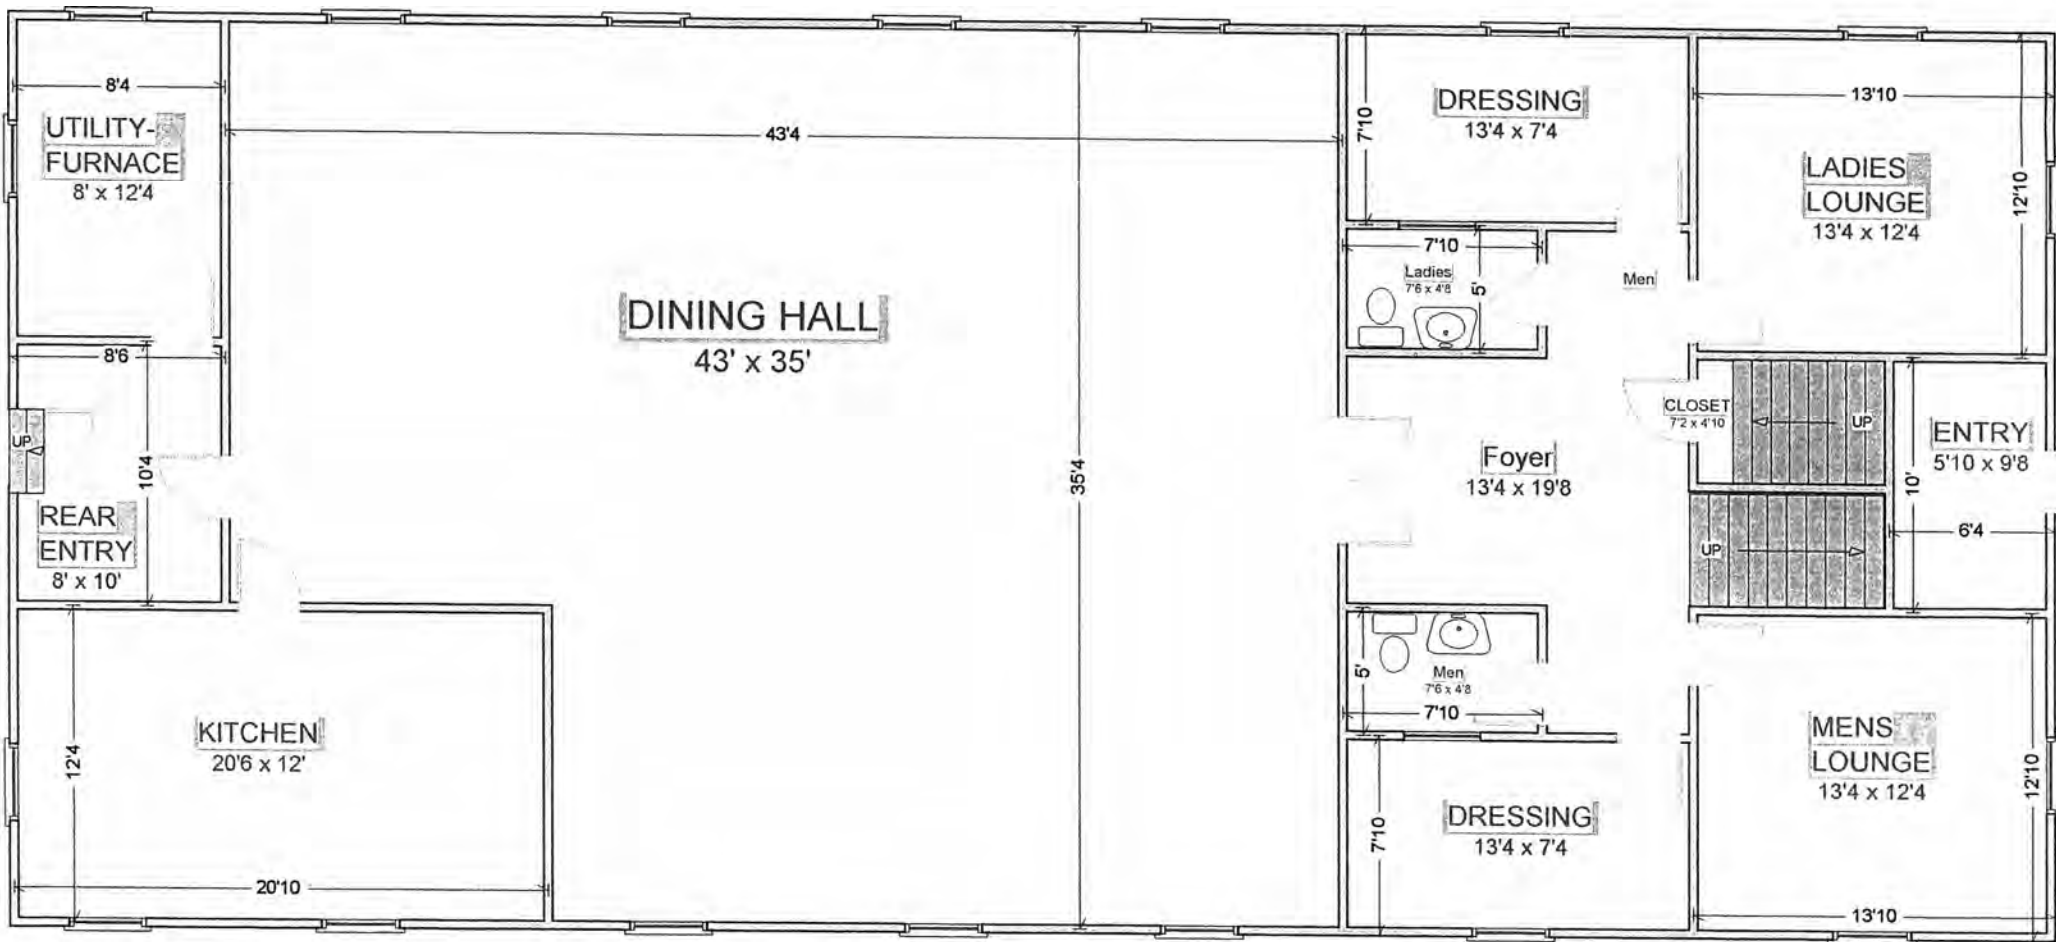 8'4
UTILITY-
FURNACE
8' x 12'4
43'4
DINING HALL
43' x 35'
35'4
7'10
DRESSING
13'4 x 7'4
13'10
LADIES
LOUNGE
13'4 x 12'4
12'10
7'10
Ladies
7'6 x 4'8
5'
Men
8'6
UP
10'4
REAR
ENTRY
8' x 10'
Foyer
13'4 x 19'8
CLOSET
7'2 x 4'10
UP
UP
10'
ENTRY
5'10 x 9'8
6'4
12'4
KITCHEN
20'6 x 12'
20'10
5'
Men
7'6 x 4'8
7'10
7'10
DRESSING
13'4 x 7'4
MENS
LOUNGE
13'4 x 12'4
12'10
13'10